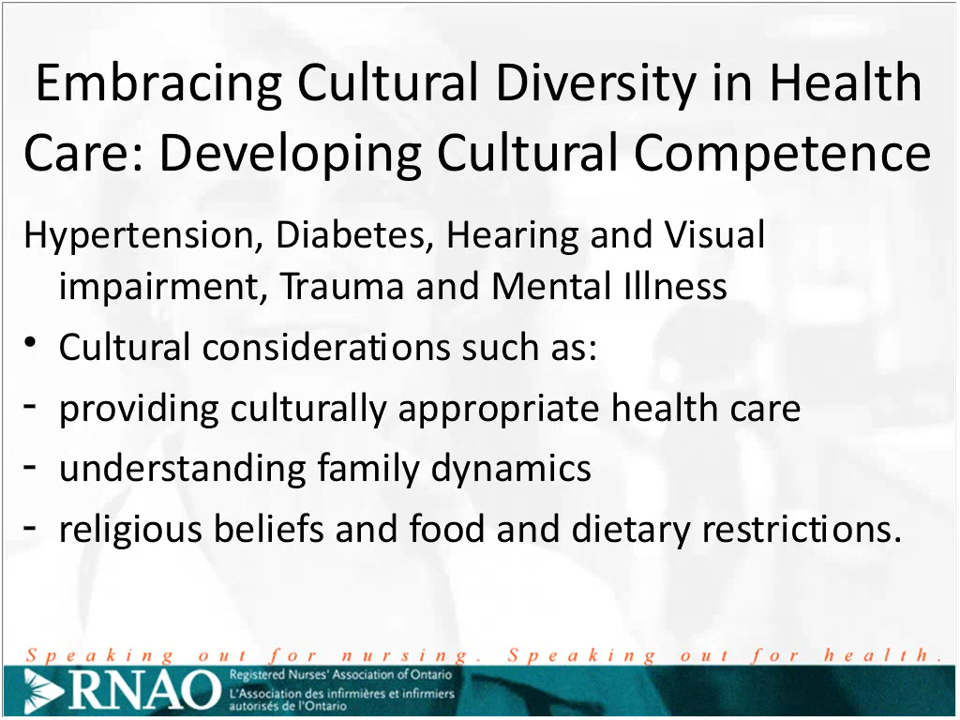 Embracing Cultural Diversity in Health
Care: Developing Cultural Competence
Hypertension, Diabetes, Hearing and Visual
impairment, Trauma and Mental Illness
• Cultural considerations such as:
- providing culturally appropriate health care
- understanding family dynamics
- religious beliefs and food and dietary restrictions.
Speaking out for nursing. Speaking out for health.
RNAO
Registered Nurses' Association of Ontario
L'Association des infirmières et infirmiers
autorisés de l'Ontario